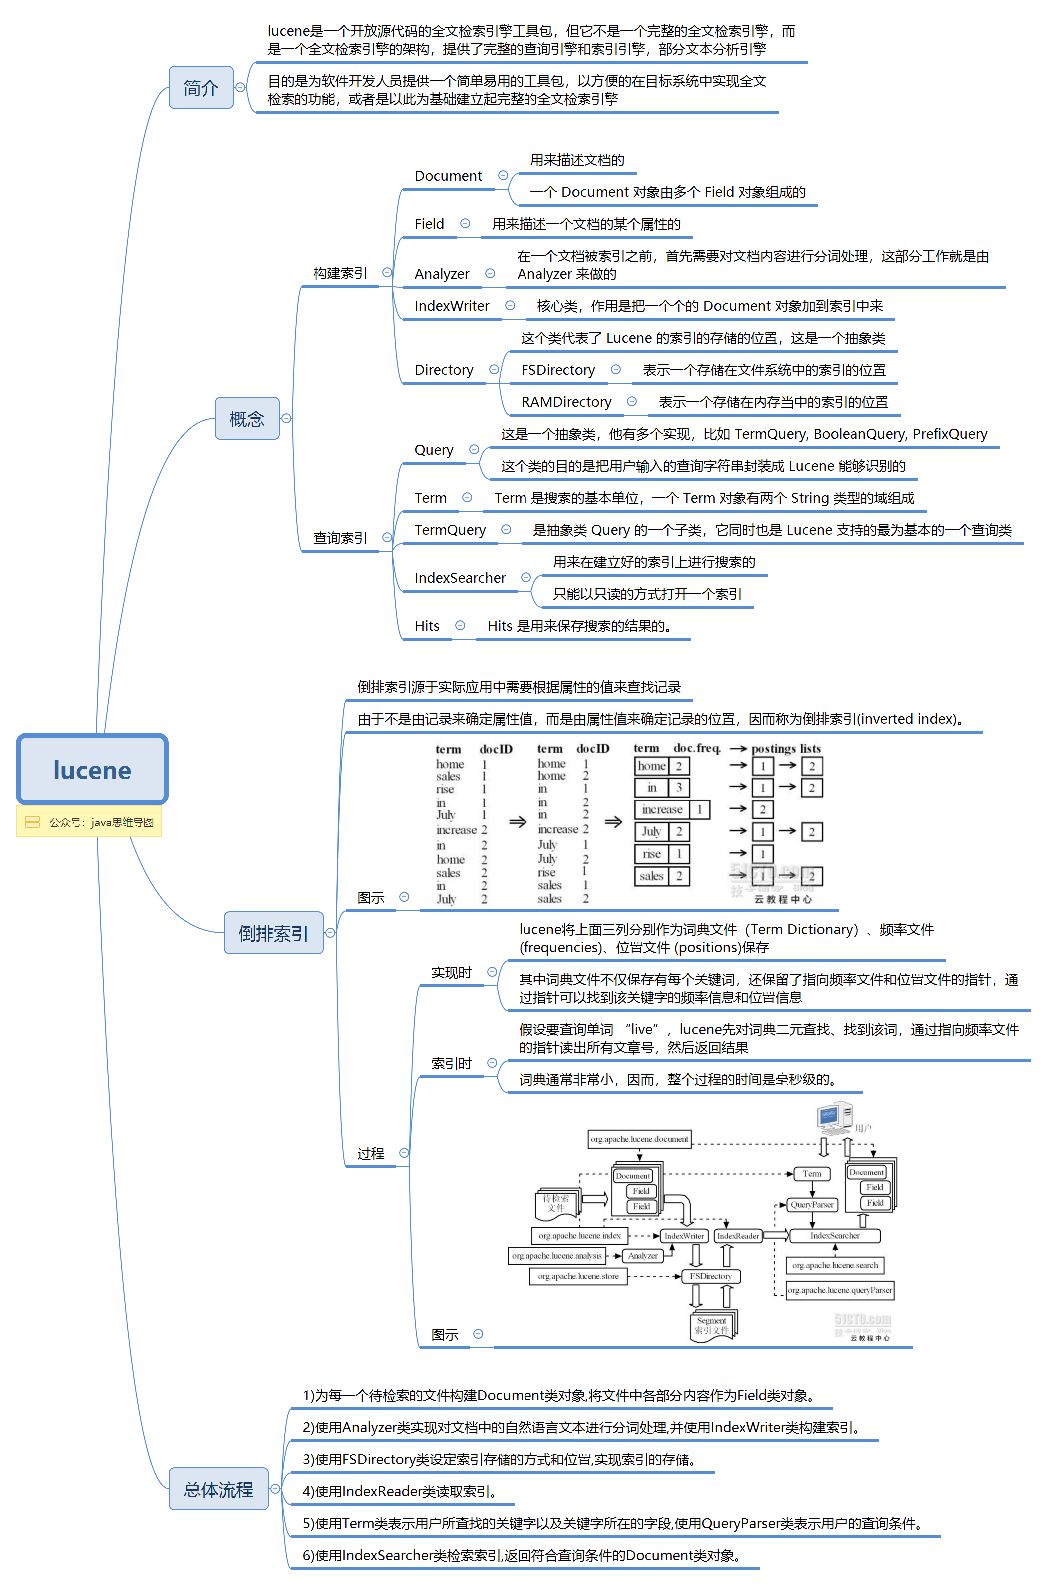 lucene是一个开放源代码的全文检索引擎工具包，但它不是一个完整的全文检索引擎，而
是一个全文检索引擎的架构，提供了完整的查询引擎和索引引擎，部分文本分析引擎
简介
目的是为软件开发人员提供一个简单易用的工具包，以方便的在目标系统中实现全文
检索的功能，或者是以此为基础建立起完整的全文检索引擎
用来描述文档的
Document
一个 Document 对象由多个 Field 对象组成的
Field
用来描述一个文档的某个属性的
构建索引
在一个文档被索引之前，首先需要对文档内容进行分词处理，这部分工作就是由
Analyzer
Analyzer 来做的
IndexWriter
核心类，作用是把一个个的 Document 对象加到索引中来
这个类代表了 Lucene 的索引的存储的位置，这是一个抽象类
Directory
FSDirectory
表示一个存储在文件系统中的索引的位置
RAMDirectory
表示一个存储在内存当中的索引的位置
概念
这是一个抽象类，他有多个实现，比如 TermQuery, BooleanQuery, PrefixQuery
Query
这个类的目的是把用户输入的查询字符串封装成 Lucene 能够识别的
Term
Term 是搜索的基本单位，一个 Term 对象有两个 String 类型的域组成
TermQuery
是抽象类 Query 的一个子类，它同时也是 Lucene 支持的最为基本的一个查询类
查询索引
用来在建立好的索引上进行搜索的
IndexSearcher
只能以只读的方式打开一个索引
Hits
Hits 是用来保存搜索的结果的。
lucene
公众号：java思维导图
倒排索引源于实际应用中需要根据属性的值来查找记录
由于不是由记录来确定属性值，而是由属性值来确定记录的位置，因而称为倒排索引(inverted index)。
term docID term docID term doc.freq. → postings lists
home 1 home 1 home 2 → 1 → 2
sales 1 home 2
rise 1 in 1 in 3 → 1 → 2
in 1 in 2 increase 1 → 2
July 1 in 2
increase 2 ⇒ increase 2 ⇒ July 2 → 1 → 2
in 2 July 1
home 2 July 2 rise 1 → 1
sales 2 rise 1
in 2 sales 1 sales 2 → 1 → 2
July 2 sales 2
51CTO.com
云教程中心
图示
倒排索引
lucene将上面三列分别作为词典文件（Term Dictionary）、频率文件
(frequencies)、位置文件 (positions)保存
实现时
其中词典文件不仅保存有每个关键词，还保留了指向频率文件和位置文件的指针，通
过指针可以找到该关键字的频率信息和位置信息
假设要查询单词 “live”，lucene先对词典二元查找、找到该词，通过指向频率文件
的指针读出所有文章号，然后返回结果
索引时
词典通常非常小，因而，整个过程的时间是毫秒级的。
过程
用户
org.apache.lucene.document
Document
Field
Field
待检索
文件
Term
Document
Field
Field
QueryParser
org.apache.lucene.index
IndexWriter
IndexReader
IndexSearcher
org.apache.lucene.analysis
Analyzer
org.apache.lucene.search
org.apache.lucene.store
FSDirectory
org.apache.lucene.queryParser
Segment
索引文件
51CTO.com
云教程中心
图示
1)为每一个待检索的文件构建Document类对象,将文件中各部分内容作为Field类对象。
2)使用Analyzer类实现对文档中的自然语言文本进行分词处理,并使用IndexWriter类构建索引。
3)使用FSDirectory类设定索引存储的方式和位置,实现索引的存储。
总体流程
4)使用IndexReader类读取索引。
5)使用Term类表示用户所查找的关键字以及关键字所在的字段,使用QueryParser类表示用户的查询条件。
6)使用IndexSearcher类检索索引,返回符合查询条件的Document类对象。